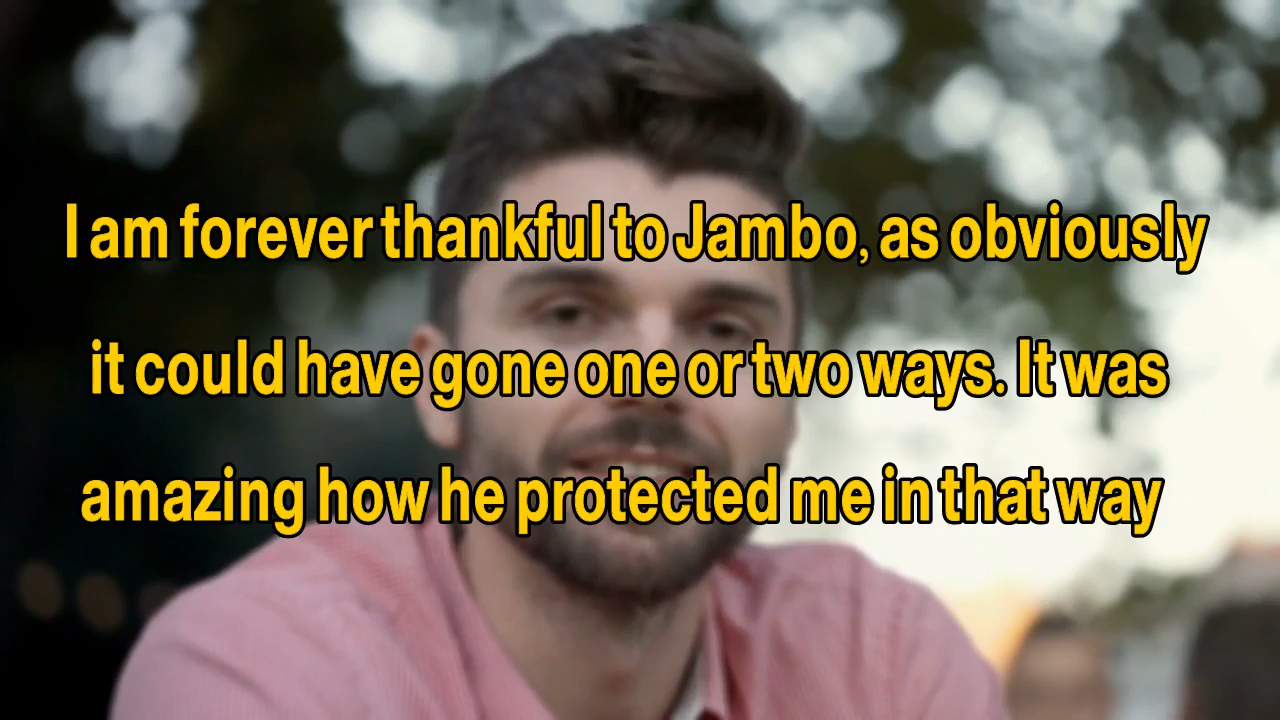 I am forever thankful to Jambo, as obviously
it could have gone one or two ways. It was
amazing how he protected me in that way